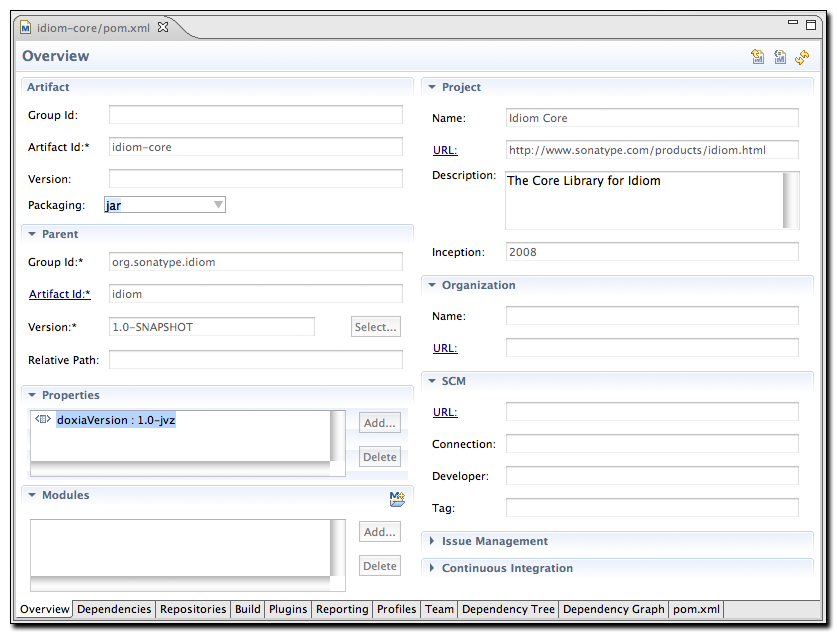 idiom-core/pom.xml
Overview
Artifact
Group Id:
Artifact Id:* idiom-core
Version:
Packaging: jar
Parent
Group Id:* org.sonatype.idiom
Artifact Id:* idiom
Version:* 1.0-SNAPSHOT Select...
Relative Path:
Properties
doxiaVersion : 1.0-jvz Add...
Delete
Modules
Add...
Delete
Project
Name: Idiom Core
URL: http://www.sonatype.com/products/idiom.html
Description: The Core Library for Idiom
Inception: 2008
Organization
Name:
URL:
SCM
URL:
Connection:
Developer:
Tag:
Issue Management
Continuous Integration
Overview Dependencies Repositories Build Plugins Reporting Profiles Team Dependency Tree Dependency Graph pom.xml